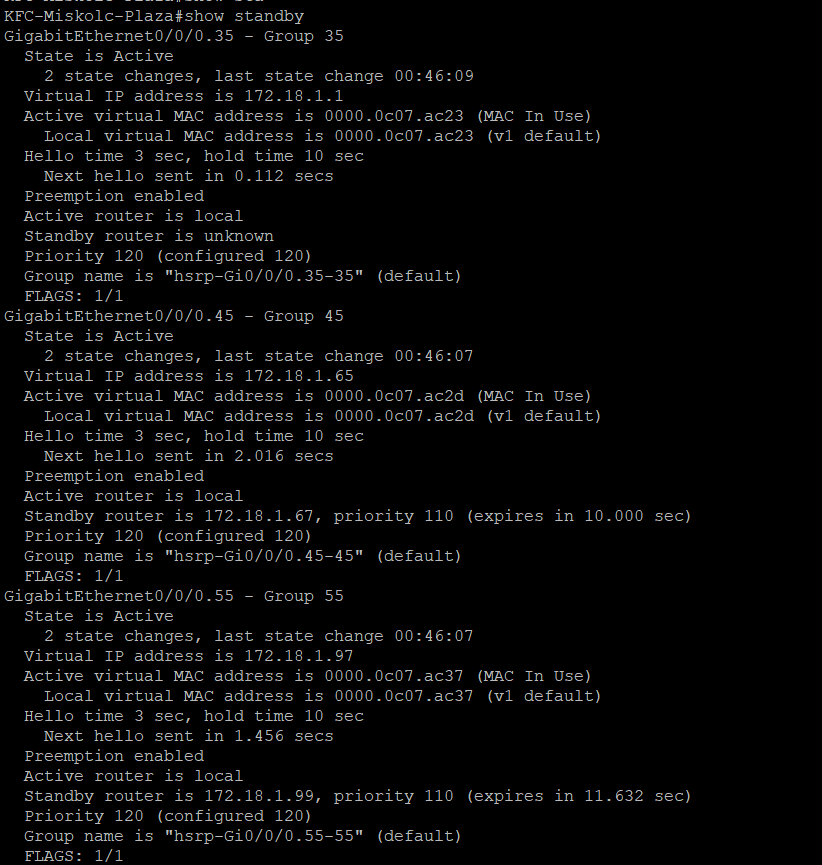 KFC-Miskolc-Plaza#show standby
GigabitEthernet0/0/0.35 - Group 35
  State is Active
    2 state changes, last state change 00:46:09
  Virtual IP address is 172.18.1.1
  Active virtual MAC address is 0000.0c07.ac23 (MAC In Use)
    Local virtual MAC address is 0000.0c07.ac23 (v1 default)
  Hello time 3 sec, hold time 10 sec
    Next hello sent in 0.112 secs
  Preemption enabled
  Active router is local
  Standby router is unknown
  Priority 120 (configured 120)
  Group name is "hsrp-Gi0/0/0.35-35" (default)
  FLAGS: 1/1
GigabitEthernet0/0/0.45 - Group 45
  State is Active
    2 state changes, last state change 00:46:07
  Virtual IP address is 172.18.1.65
  Active virtual MAC address is 0000.0c07.ac2d (MAC In Use)
    Local virtual MAC address is 0000.0c07.ac2d (v1 default)
  Hello time 3 sec, hold time 10 sec
    Next hello sent in 2.016 secs
  Preemption enabled
  Active router is local
  Standby router is 172.18.1.67, priority 110 (expires in 10.000 sec)
  Priority 120 (configured 120)
  Group name is "hsrp-Gi0/0/0.45-45" (default)
  FLAGS: 1/1
GigabitEthernet0/0/0.55 - Group 55
  State is Active
    2 state changes, last state change 00:46:07
  Virtual IP address is 172.18.1.97
  Active virtual MAC address is 0000.0c07.ac37 (MAC In Use)
    Local virtual MAC address is 0000.0c07.ac37 (v1 default)
  Hello time 3 sec, hold time 10 sec
    Next hello sent in 1.456 secs
  Preemption enabled
  Active router is local
  Standby router is 172.18.1.99, priority 110 (expires in 11.632 sec)
  Priority 120 (configured 120)
  Group name is "hsrp-Gi0/0/0.55-55" (default)
  FLAGS: 1/1